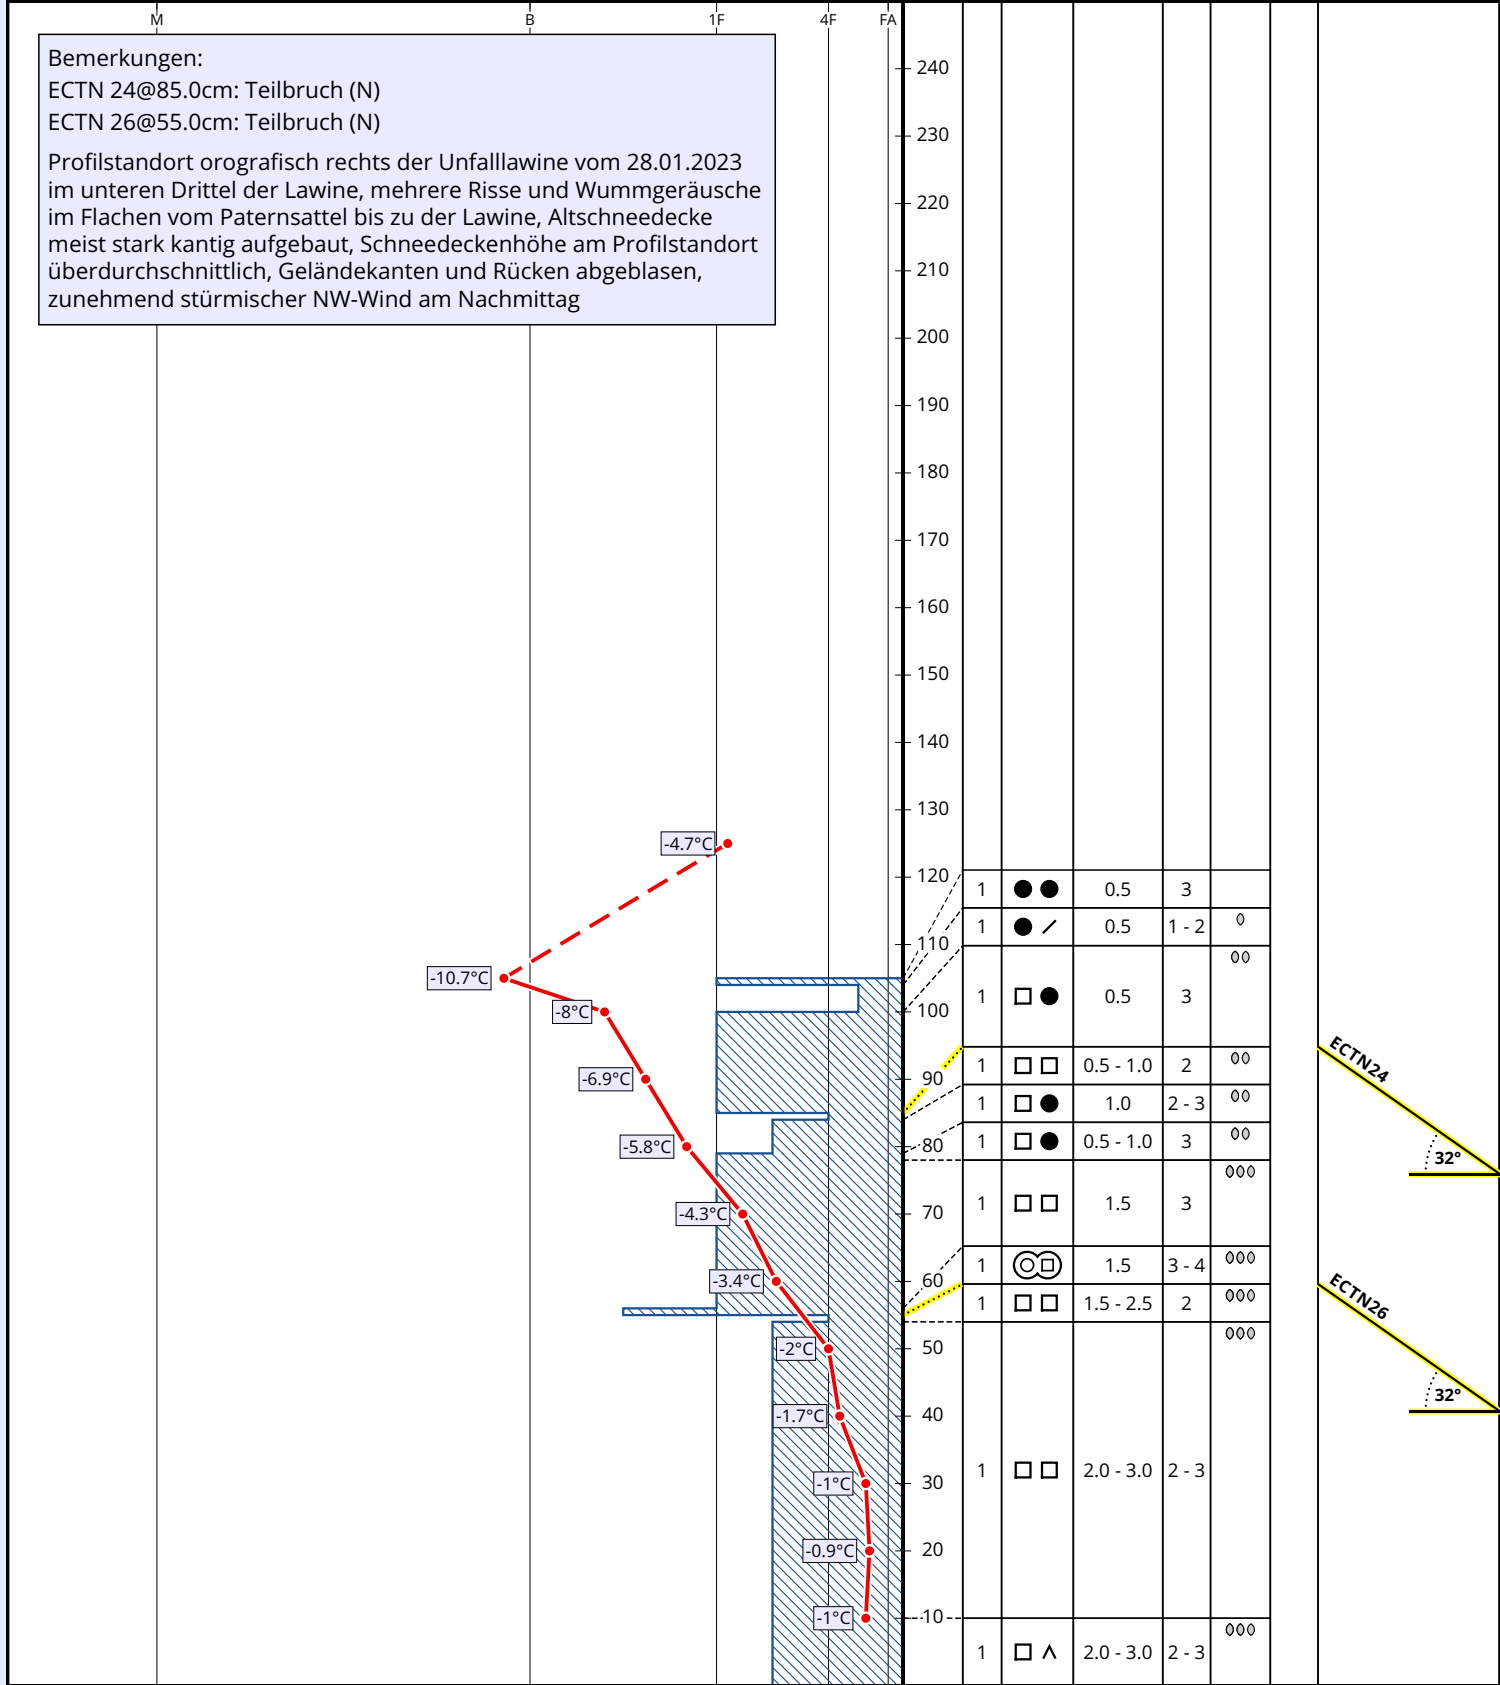 M B 1F 4F FA
Bemerkungen:
ECTN 24@85.0cm: Teilbruch (N)
ECTN 26@55.0cm: Teilbruch (N)
Profilstandort orografisch rechts der Unfalllawine vom 28.01.2023
im unteren Drittel der Lawine, mehrere Risse und Wummgeräusche
im Flachen vom Paternsattel bis zu der Lawine, Altschneedecke
meist stark kantig aufgebaut, Schneedeckenhöhe am Profilstandort
überdurchschnittlich, Geländekanten und Rücken abgeblasen,
zunehmend stürmischer NW-Wind am Nachmittag
240
230
220
210
200
190
180
170
160
150
140
130
120
110
100
90
80
70
60
50
40
30
20
10
-4.7°C
-10.7°C
-8°C
-6.9°C
-5.8°C
-4.3°C
-3.4°C
-2°C
-1.7°C
-1°C
-0.9°C
-1°C
1 0.5 3
1 0.5 1 - 2
1 0.5 3
1 0.5 - 1.0 2
1 1.0 2 - 3
1 0.5 - 1.0 3
1 1.5 3
1 1.5 3 - 4
1 1.5 - 2.5 2
1 2.0 - 3.0 2 - 3
1 2.0 - 3.0 2 - 3
ECTN24
32°
ECTN26
32°